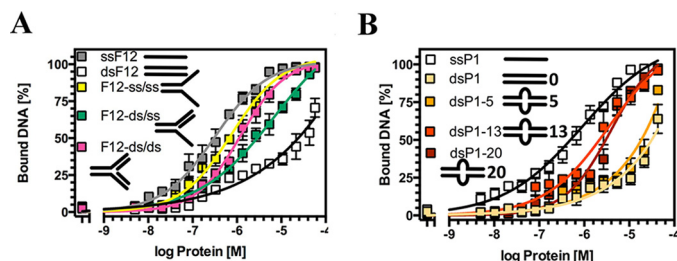 A
ssF12
dsF12
F12-ss/ss
F12-ds/ss
F12-ds/ds
Bound DNA [%]
100
75
50
25
0
-9 -8 -7 -6 -5 -4
log Protein [M]
B
ssP1
dsP1 0
dsP1-5 5
dsP1-13 13
dsP1-20
20
Bound DNA [%]
100
75
50
25
0
-9 -8 -7 -6 -5 -4
log Protein [M]